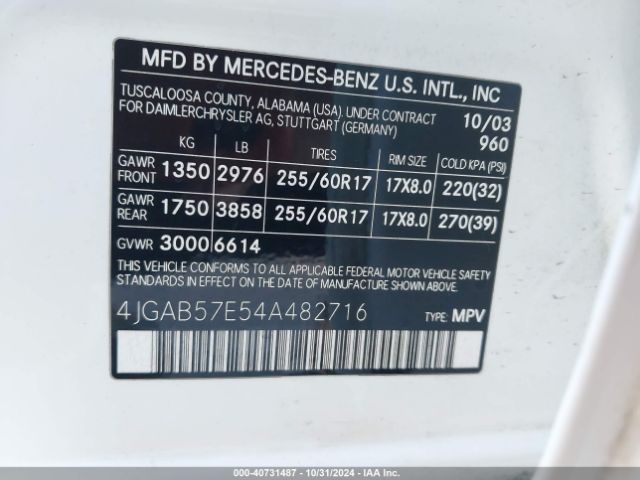 MFD BY MERCEDES-BENZ U.S. INTL., INC
TUSCALOOSA COUNTY, ALABAMA (USA). UNDER CONTRACT 10/03
FOR DAIMLERCHRYSLER AG, STUTTGART (GERMANY) 960
KG LB TIRES RIM SIZE COLD KPA (PSI)
GAWR FRONT 1350 2976 255/60R17 17X8.0 220(32)
GAWR REAR 1750 3858 255/60R17 17X8.0 270(39)
GVWR 3000 6614
THIS VEHICLE CONFORMS TO ALL APPLICABLE FEDERAL MOTOR VEHICLE SAFETY
STANDARDS IN EFFECT ON THE DATE OF MANUFACTURE SHOWN ABOVE.
4JGAB57E54A482716 TYPE: MPV
000-40731487 - 10/31/2024 - IAA Inc.